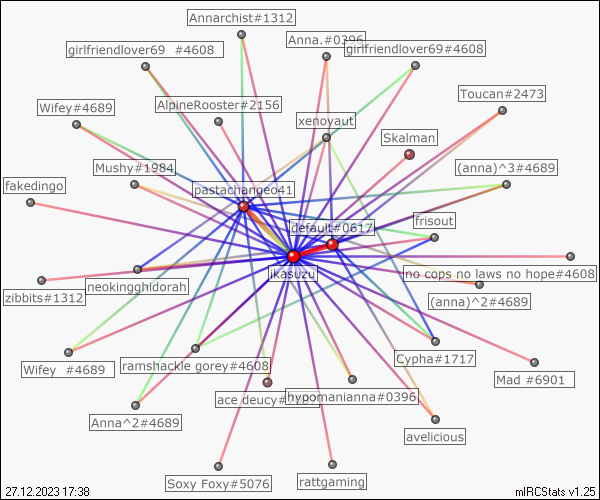 Annarchist#1312
Anna.#0396
girlfriendlover69 #4608
girlfriendlover69#4608
Toucan#2473
Wifey#4689
AlpineRooster#2156
xenoyaut
Skalman
Mushy#1984
(anna)^3#4689
fakedingo
pastachangeo41
default#0617
frisout
ikasuzu
no cops no laws no hope#4608
zibbits#1312
neokingghidorah
(anna)^2#4689
Wifey #4689
ramshackle gorey#4608
Cypha#1717
Mad #6901
ace deucy#
hypomanianna#0396
Anna^2#4689
avelicious
Soxy Foxy#5076
rattgaming
27.12.2023 17:38
mIRCStats v1.25